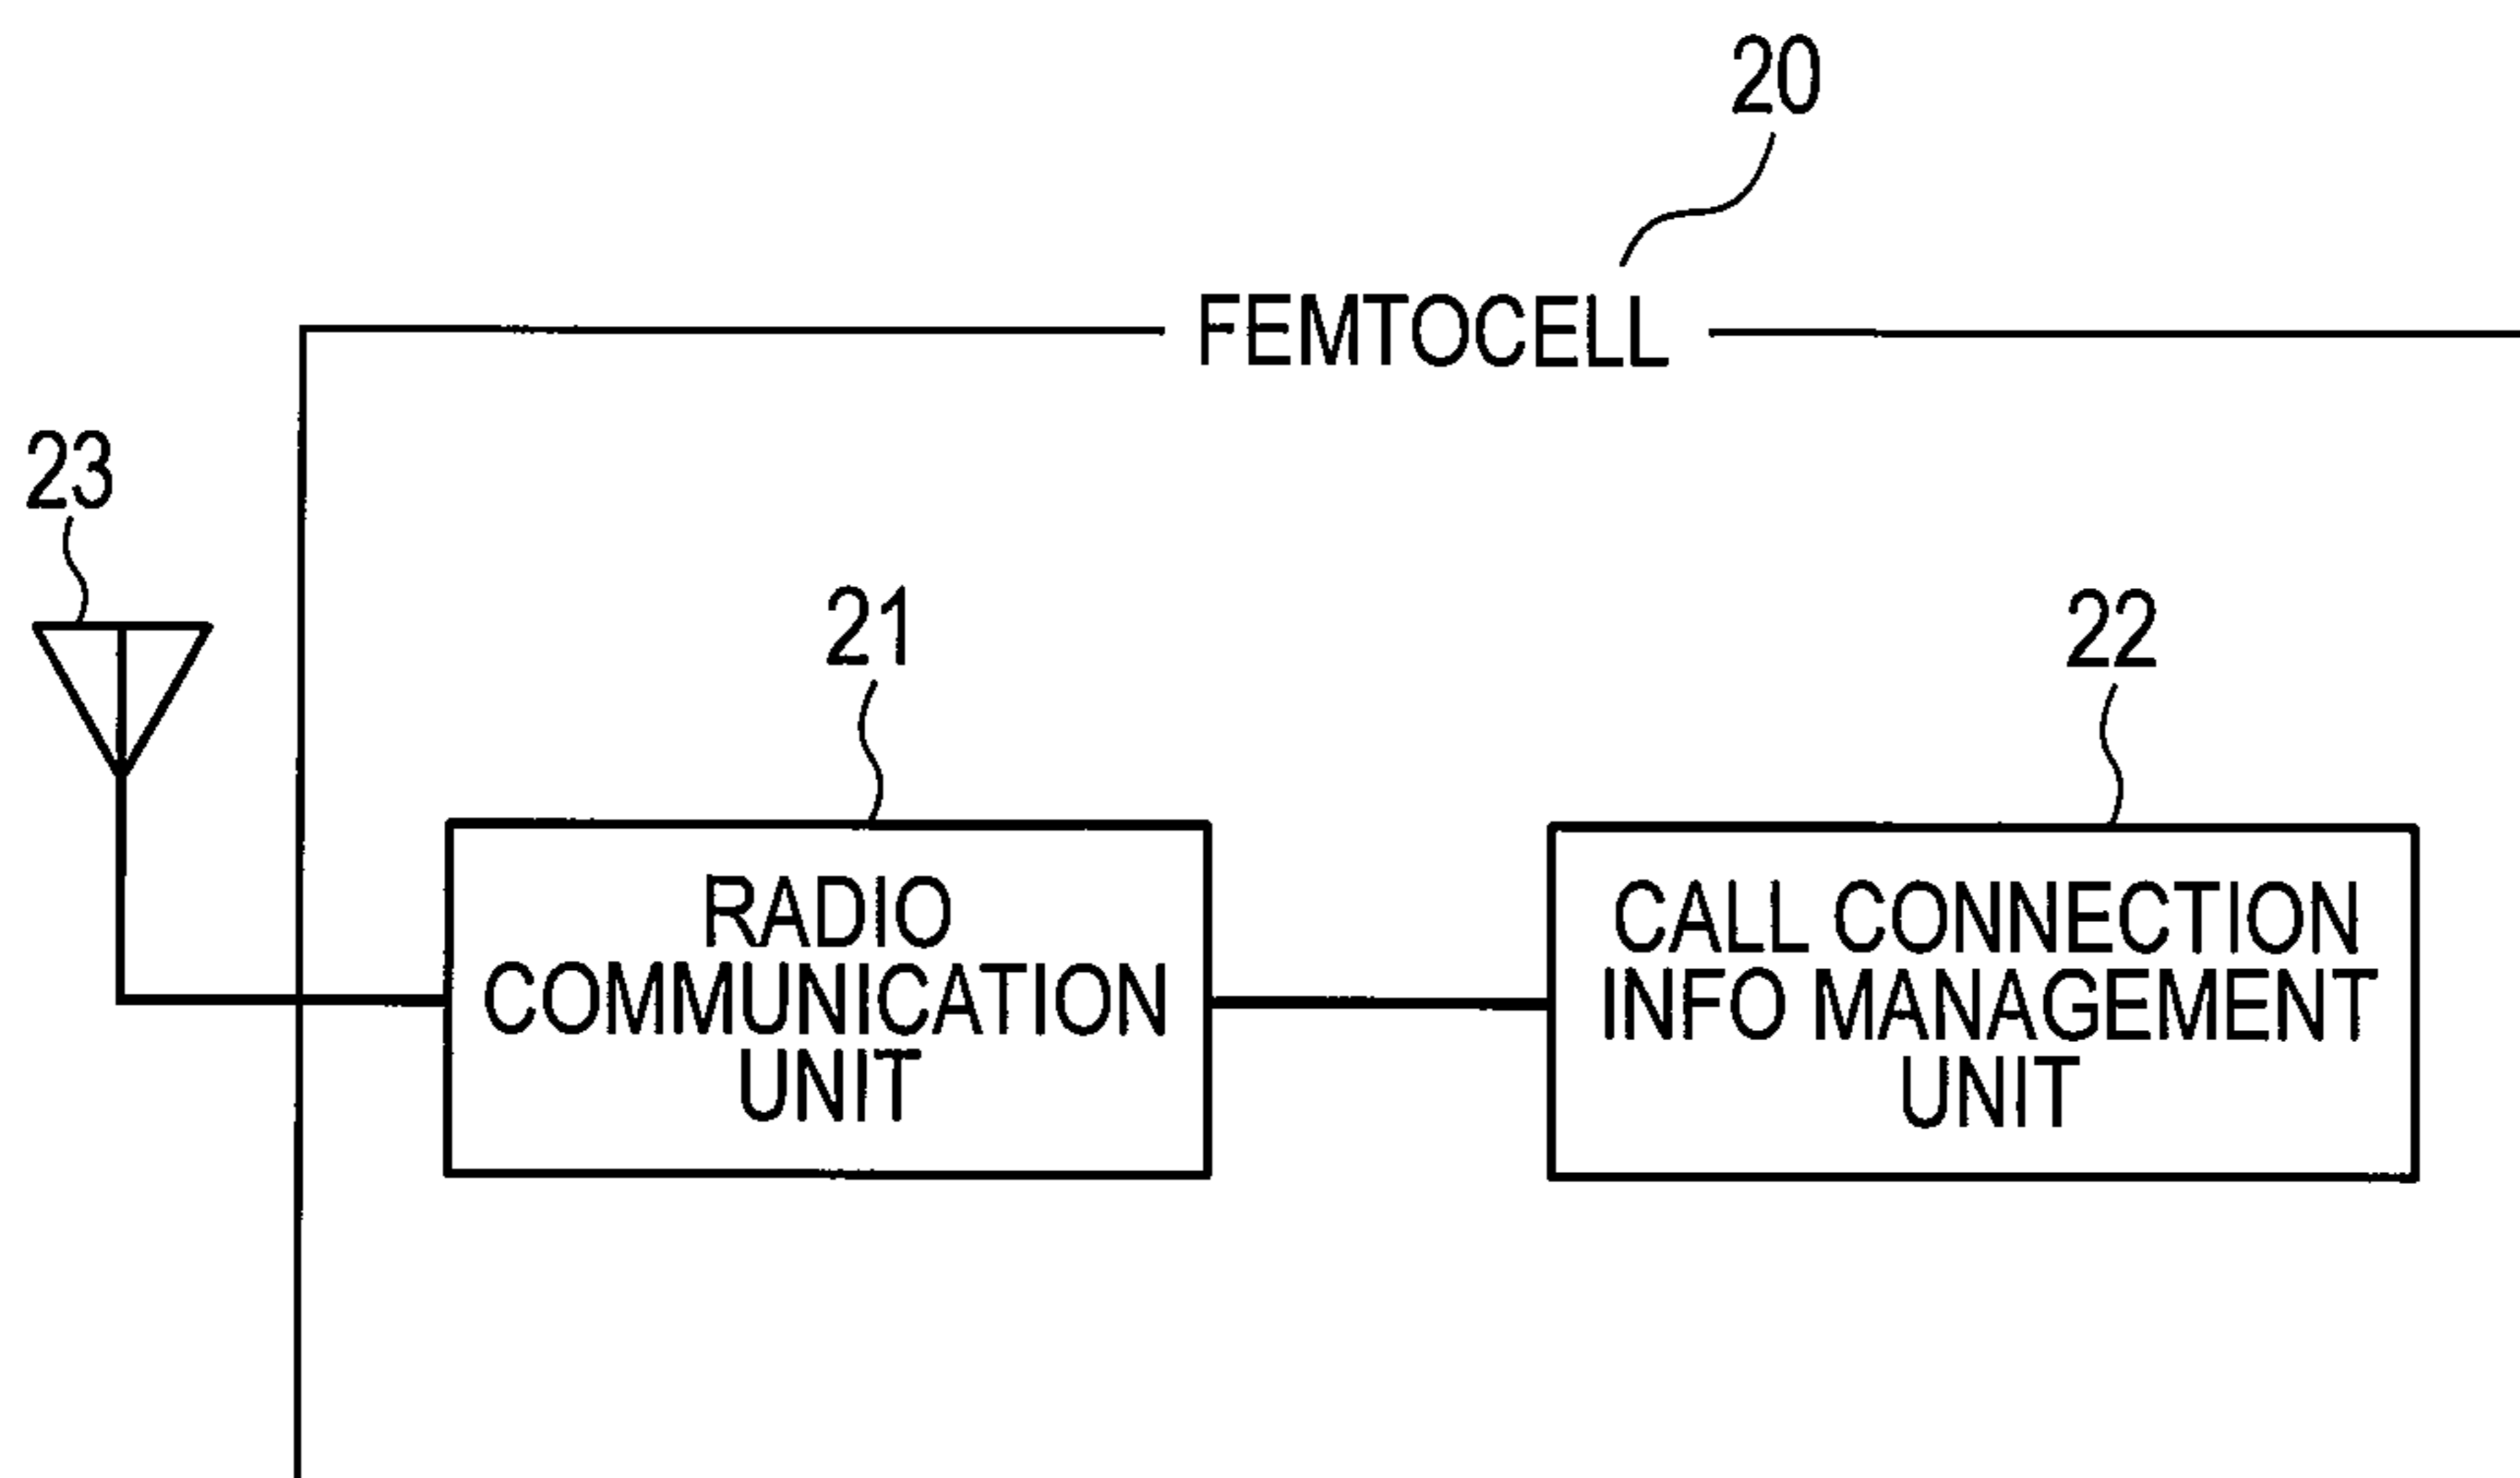 20
FEMTOCELL
23
21
22
RADIO
COMMUNICATION
UNIT
CALL CONNECTION
INFO MANAGEMENT
UNIT